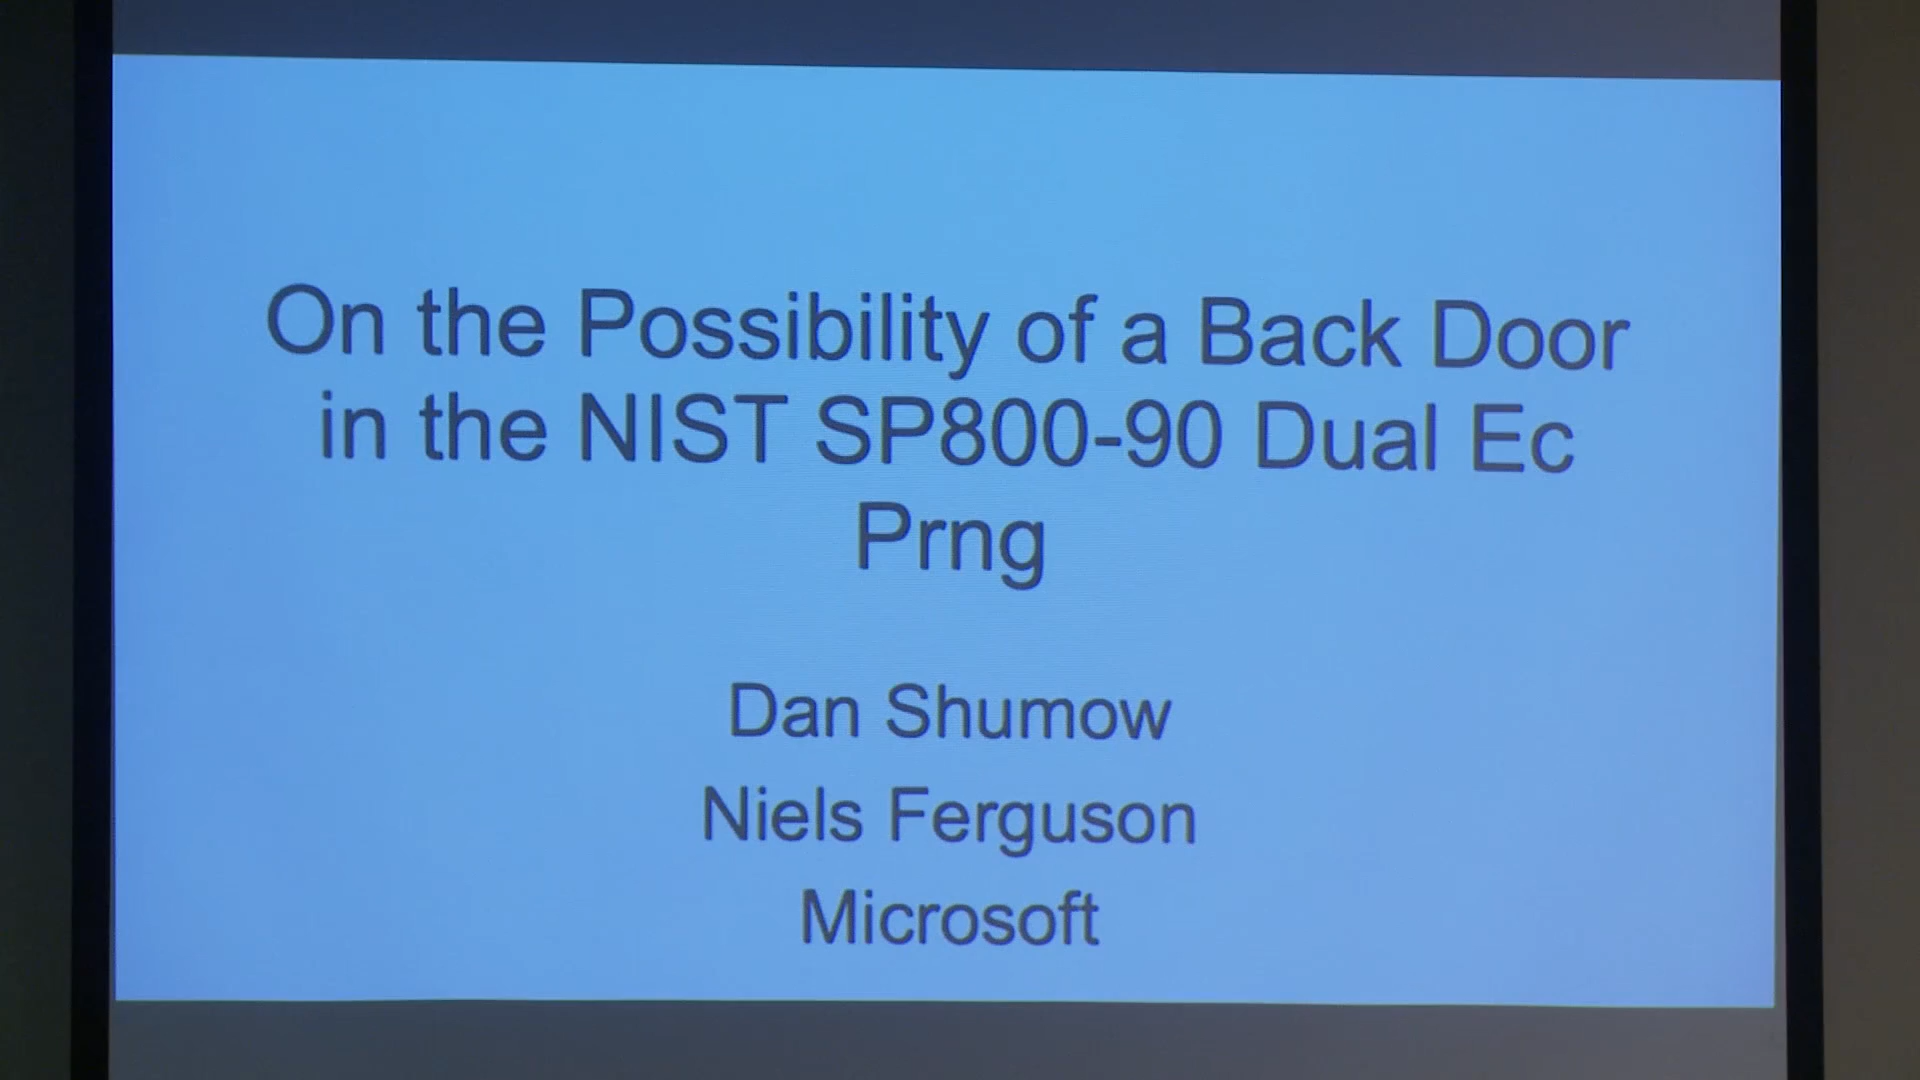 On the Possibility of a Back Door
in the NIST SP800-90 Dual Ec
Prng
Dan Shumow
Niels Ferguson
Microsoft